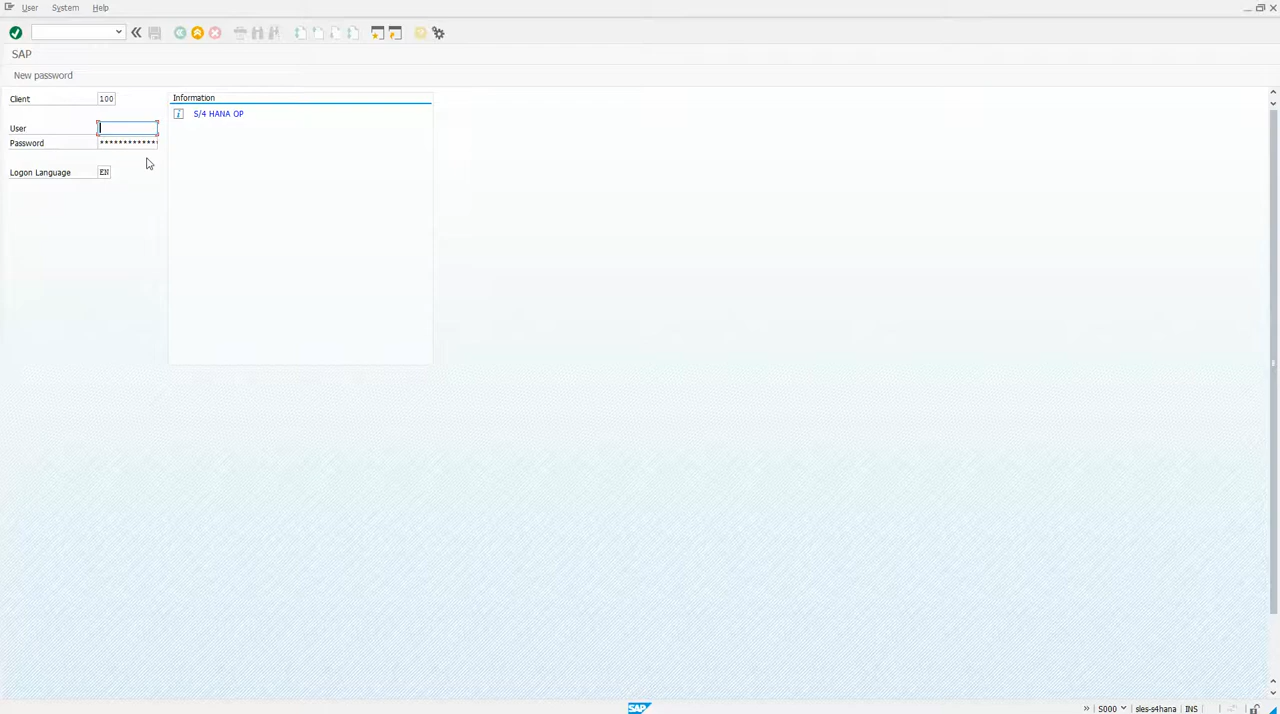 User System Help
SAP
New password
Client 100
Information
S/4 HANA OP
User
Password ************
Logon Language EN
SAP
S000 sles-s4hana INS